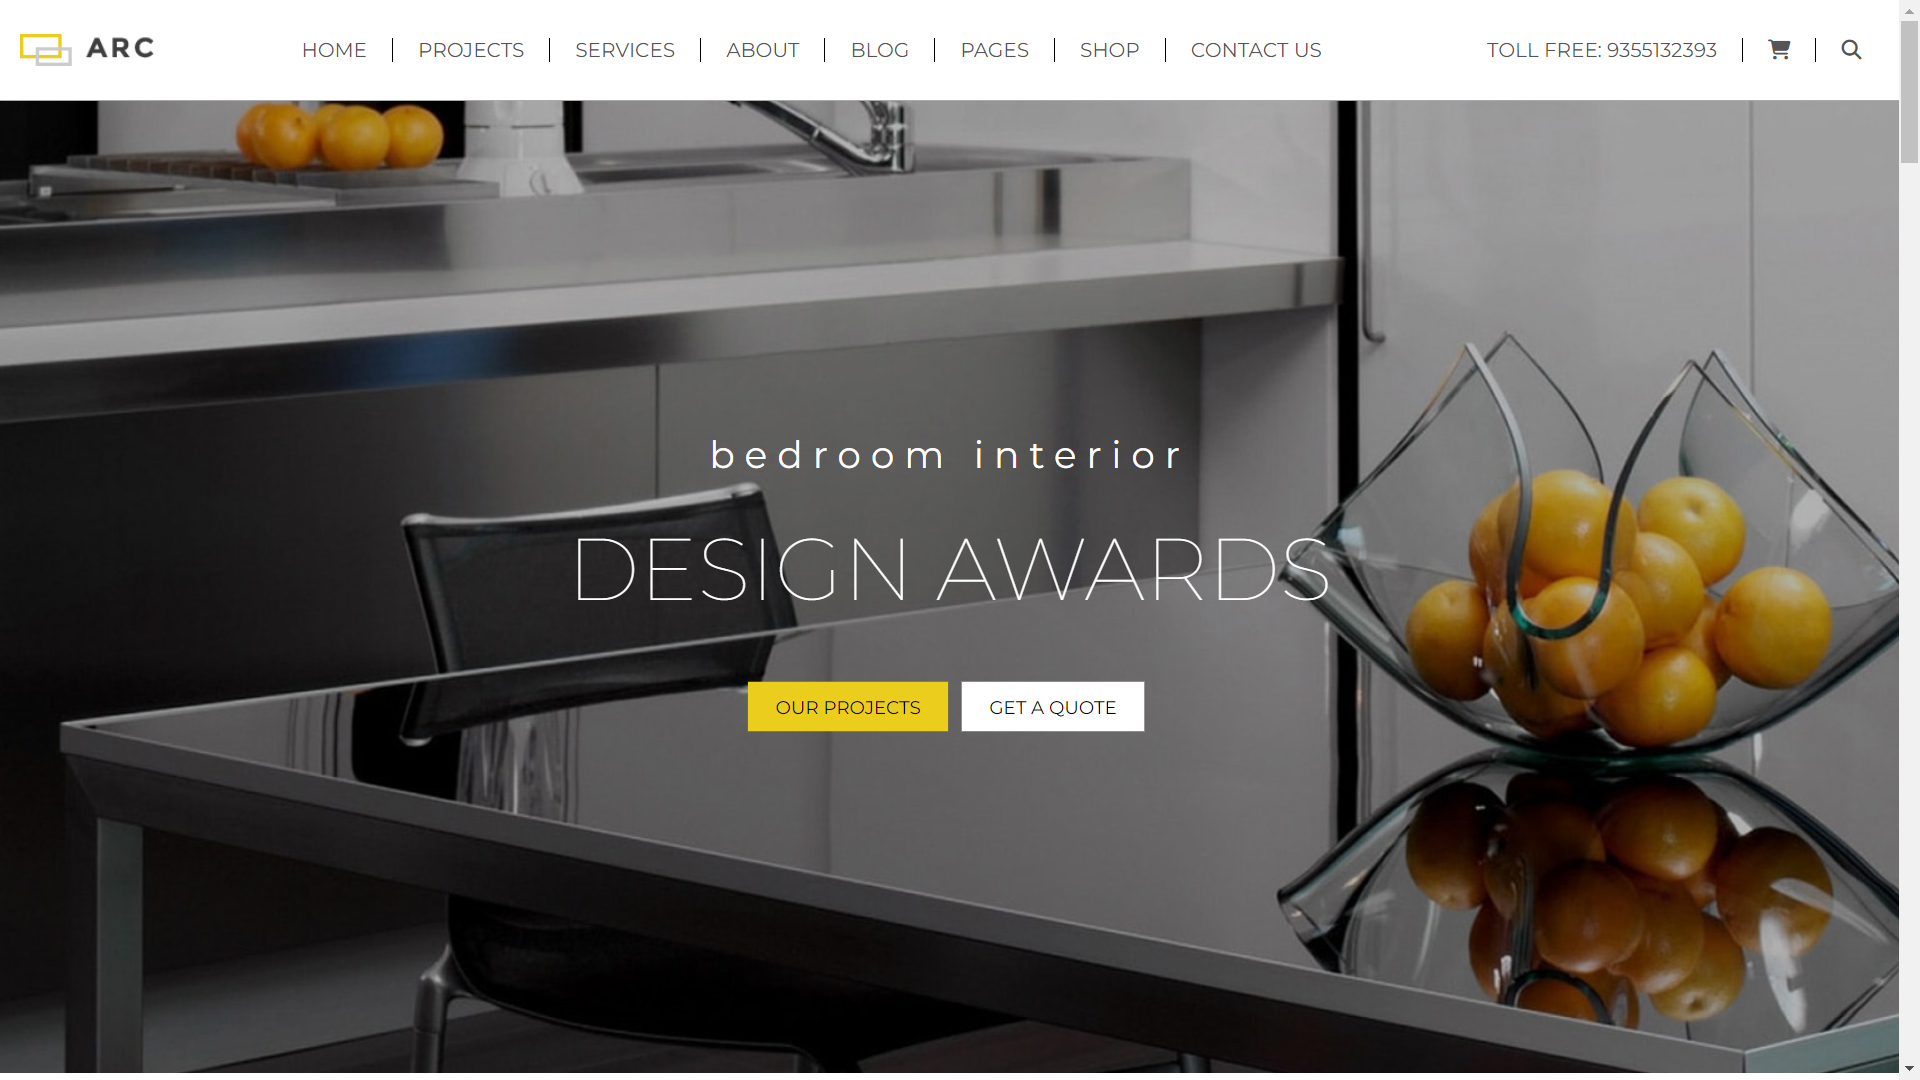 ARC
HOME PROJECTS SERVICES ABOUT BLOG PAGES SHOP CONTACT US TOLL FREE: 9355132393
bedroom interior
DESIGN AWARDS
OUR PROJECTS GET A QUOTE